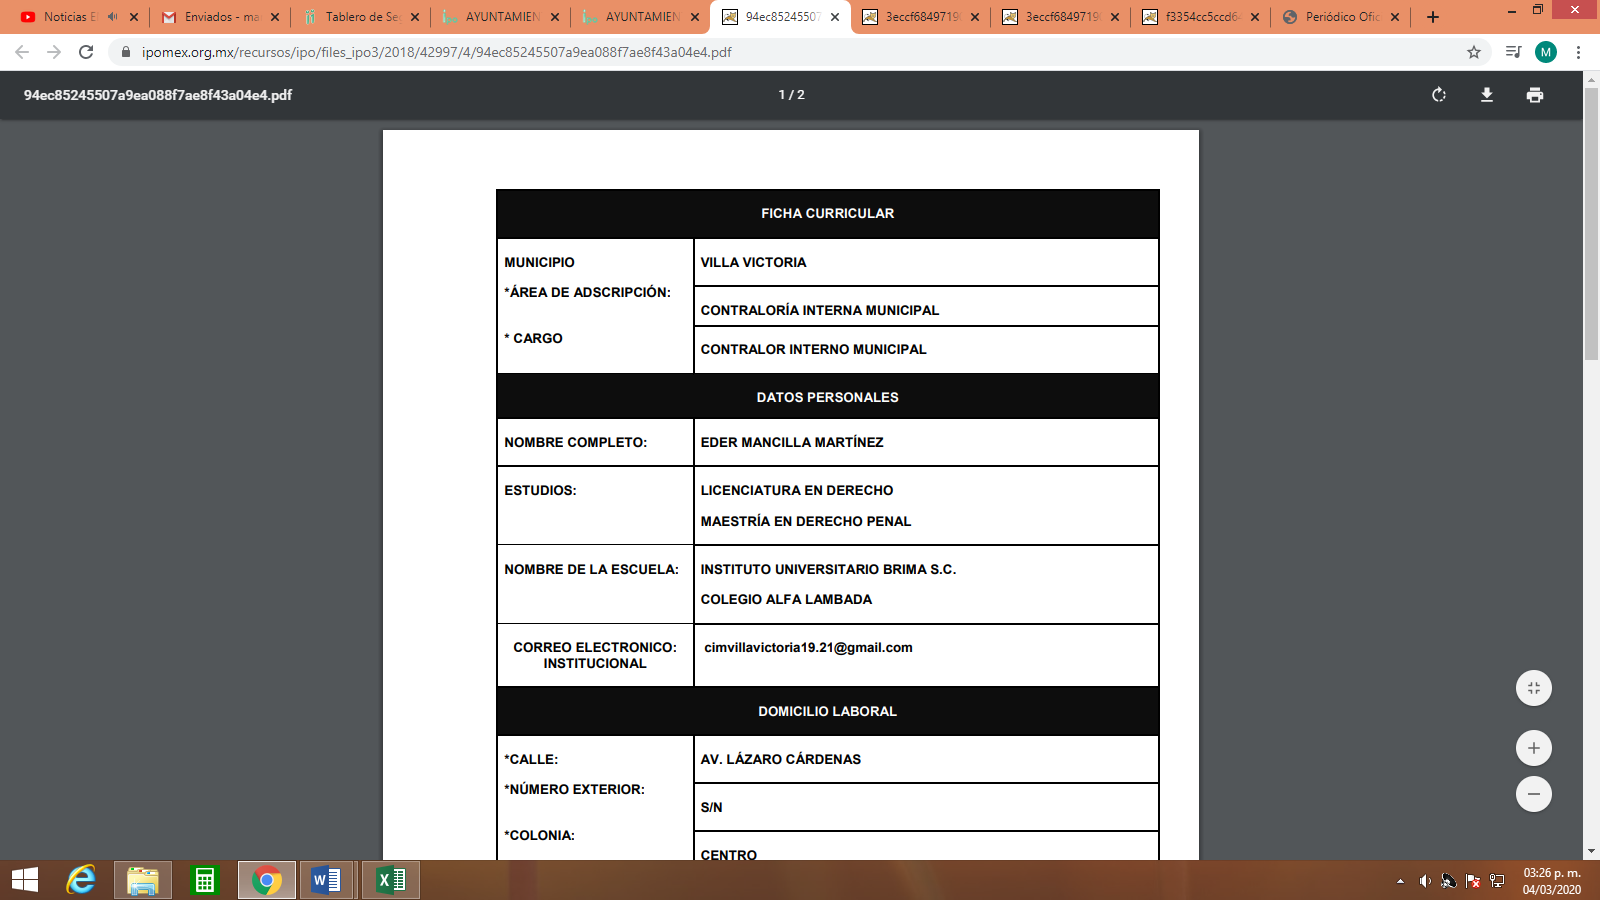 Noticias El
Enviados - ma
Tablero de Se
AYUNTAMIEN
AYUNTAMIEN
94ec85245507
3eccf6849719
3eccf6849719
f3354cc5ccd6
Periódico Ofic
ipomex.org.mx/recursos/ipo/files_ipo3/2018/42997/4/94ec85245507a9ea088f7ae8f43a04e4.pdf
M
94ec85245507a9ea088f7ae8f43a04e4.pdf
1 / 2
FICHA CURRICULAR
MUNICIPIO
VILLA VICTORIA
*ÁREA DE ADSCRIPCIÓN:
CONTRALORÍA INTERNA MUNICIPAL
* CARGO
CONTRALOR INTERNO MUNICIPAL
DATOS PERSONALES
NOMBRE COMPLETO:
EDER MANCILLA MARTÍNEZ
ESTUDIOS:
LICENCIATURA EN DERECHO
MAESTRÍA EN DERECHO PENAL
NOMBRE DE LA ESCUELA:
INSTITUTO UNIVERSITARIO BRIMA S.C.
COLEGIO ALFA LAMBADA
CORREO ELECTRONICO:
INSTITUCIONAL
cimvillavictoria19.21@gmail.com
DOMICILIO LABORAL
*CALLE:
AV. LÁZARO CÁRDENAS
*NÚMERO EXTERIOR:
S/N
*COLONIA:
CENTRO
03:26 p. m.
04/03/2020